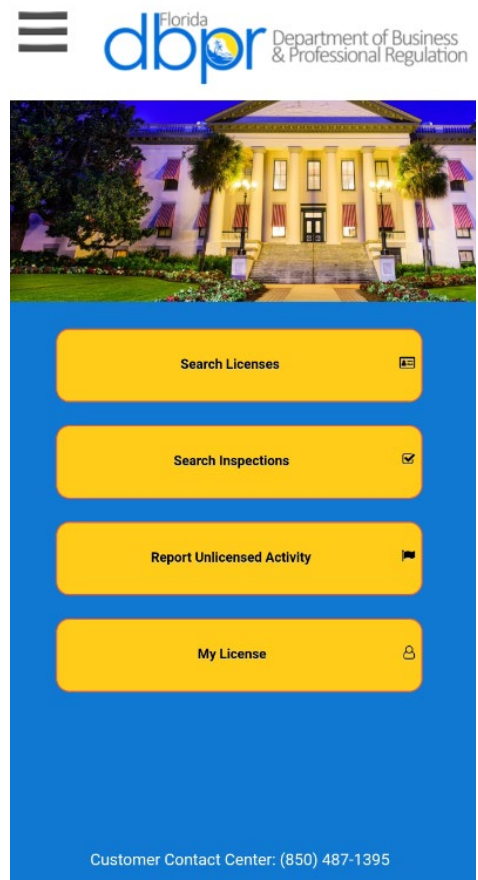 Florida
dbpr
Department of Business
& Professional Regulation
Search Licenses
Search Inspections
Report Unlicensed Activity
My License
Customer Contact Center: (850) 487-1395